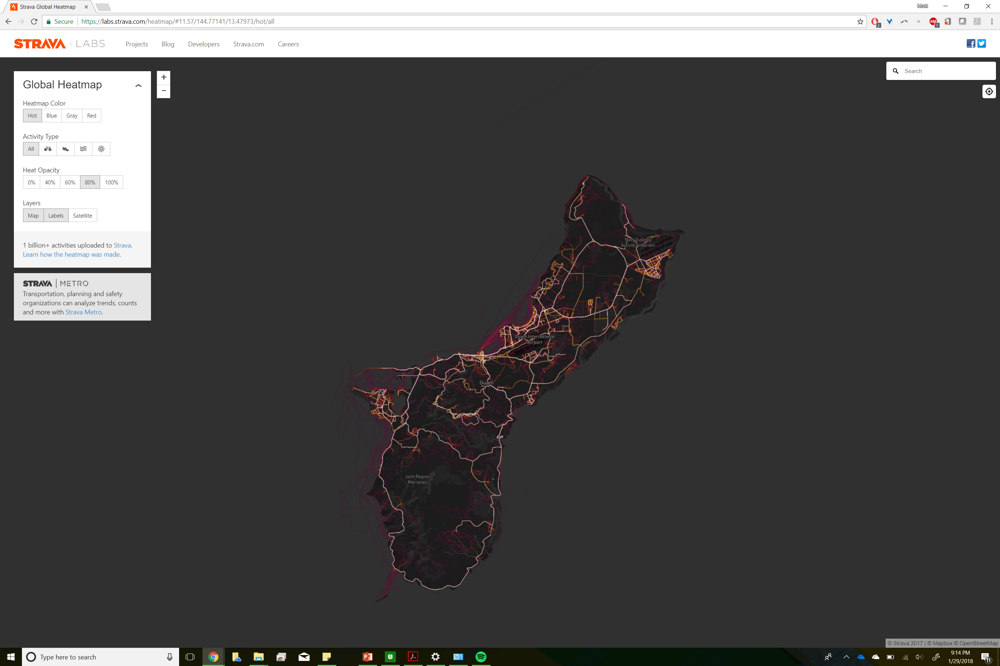 Strava Global Heatmap
Matt
Secure
https://labs.strava.com/heatmap/#11.57/144.77141/13.47973/hot/all
2
ABP
1
STRAVA LABS
Projects
Blog
Developers
Strava.com
Careers
Search
Global Heatmap
+
−
Heatmap Color
Hot Blue Gray Red
Activity Type
All
Heat Opacity
0% 40% 60% 80% 100%
Layers
Map Labels Satellite
1 billion+ activities uploaded to Strava.
Learn how the heatmap was made.
STRAVA | METRO
Transportation, planning and safety
organizations can analyze trends, counts
and more with Strava Metro.
Navy Support
Activity Andersen
Guam International
Airport
Guam
Joint Region
Marianas
© Strava 2017 | © Mapbox © OpenStreetMap
Type here to search
9:14 PM
1/29/2018
11